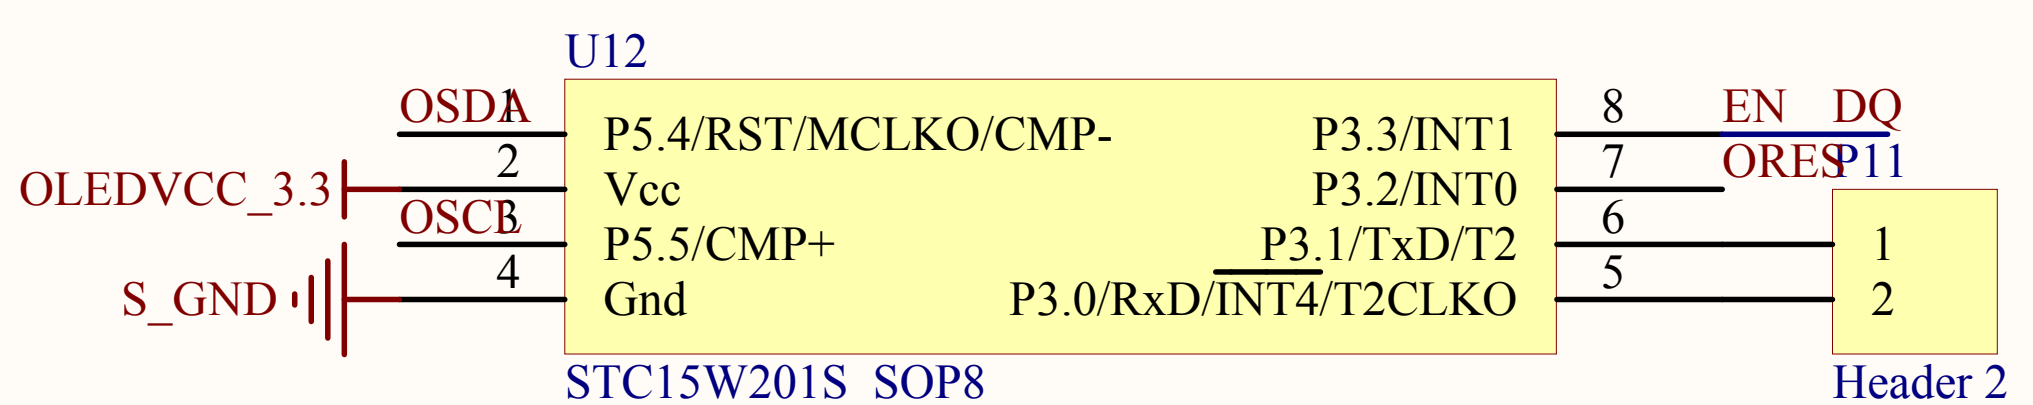 U12
OSDA 1 P5.4/RST/MCLKO/CMP- P3.3/INT1 8 EN DQ
OLEDVCC_3.3 2 Vcc P3.2/INT0 7 ORES P11
OSCL 3 P5.5/CMP+ P3.1/TxD/T2 6 1
S_GND 4 Gnd P3.0/RxD/INT4/T2CLKO 5 2
STC15W201S SOP8 Header 2